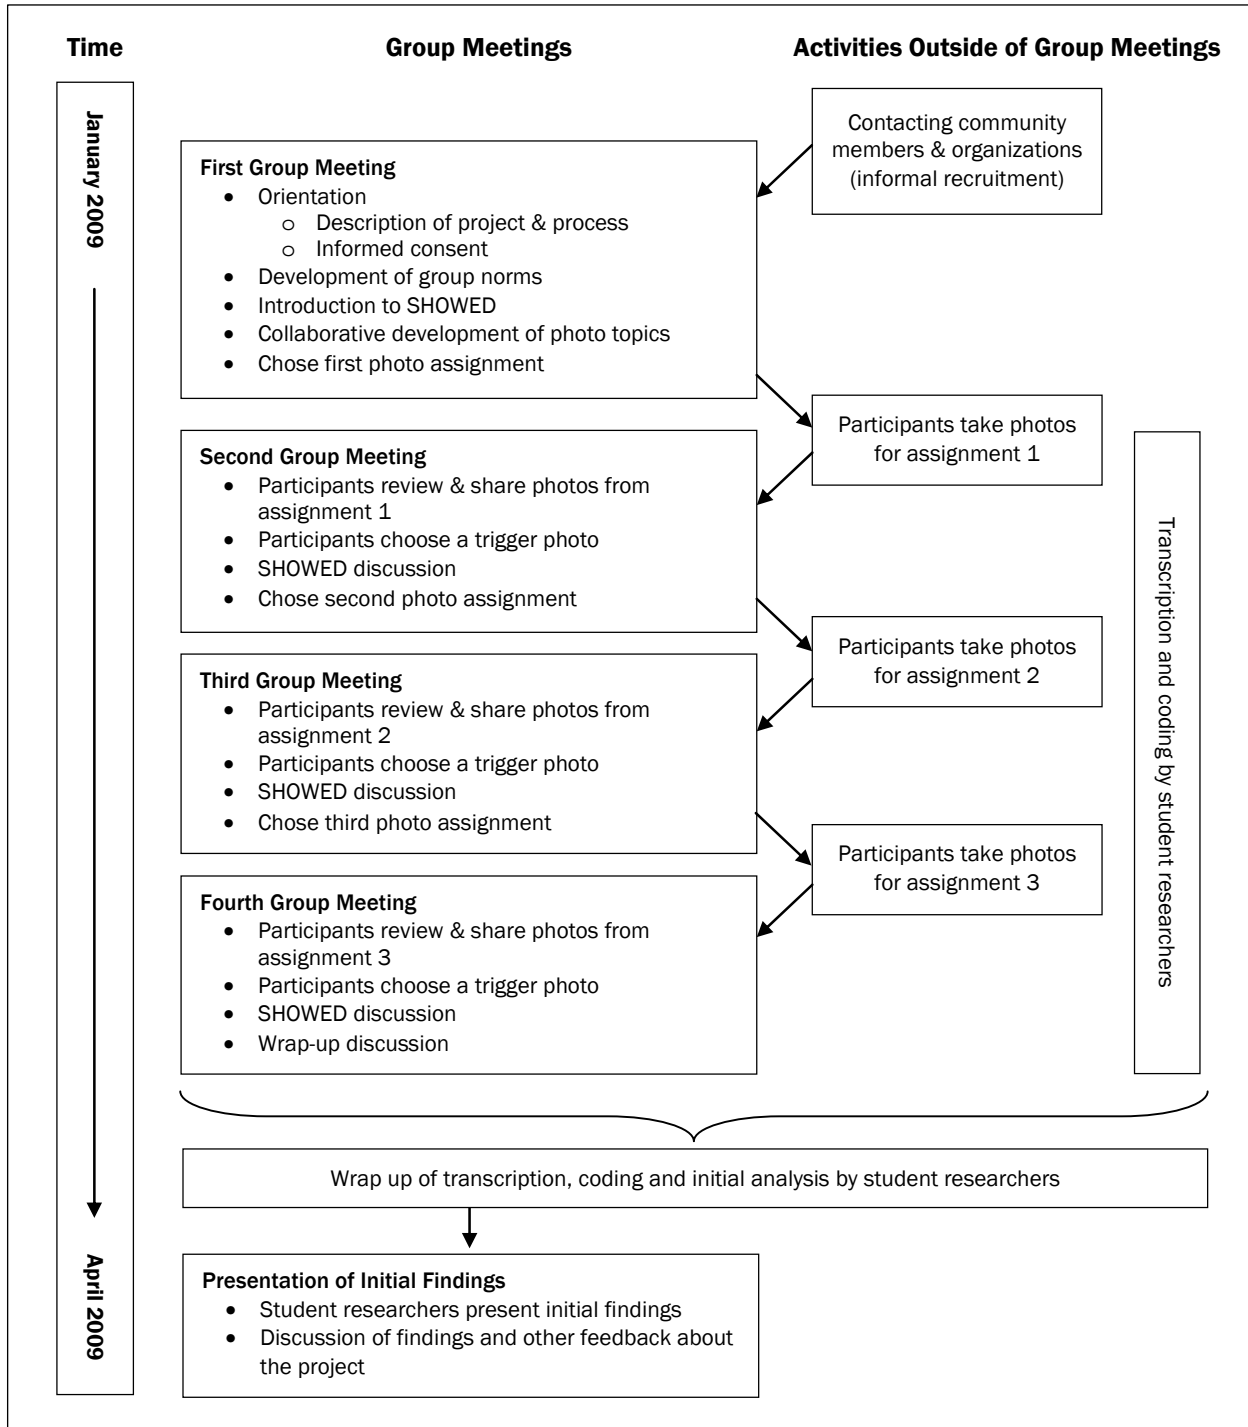 Time
Group Meetings
Activities Outside of Group Meetings
January 2009
Contacting community
members & organizations
(informal recruitment)
First Group Meeting
• Orientation
o Description of project & process
o Informed consent
• Development of group norms
• Introduction to SHOWED
• Collaborative development of photo topics
• Chose first photo assignment
Participants take photos
for assignment 1
Second Group Meeting
• Participants review & share photos from
assignment 1
• Participants choose a trigger photo
• SHOWED discussion
• Chose second photo assignment
Participants take photos
for assignment 2
Third Group Meeting
• Participants review & share photos from
assignment 2
• Participants choose a trigger photo
• SHOWED discussion
• Chose third photo assignment
Participants take photos
for assignment 3
Fourth Group Meeting
• Participants review & share photos from
assignment 3
• Participants choose a trigger photo
• SHOWED discussion
• Wrap-up discussion
Transcription and coding by student researchers
Wrap up of transcription, coding and initial analysis by student researchers
Presentation of Initial Findings
• Student researchers present initial findings
• Discussion of findings and other feedback about
the project
April 2009